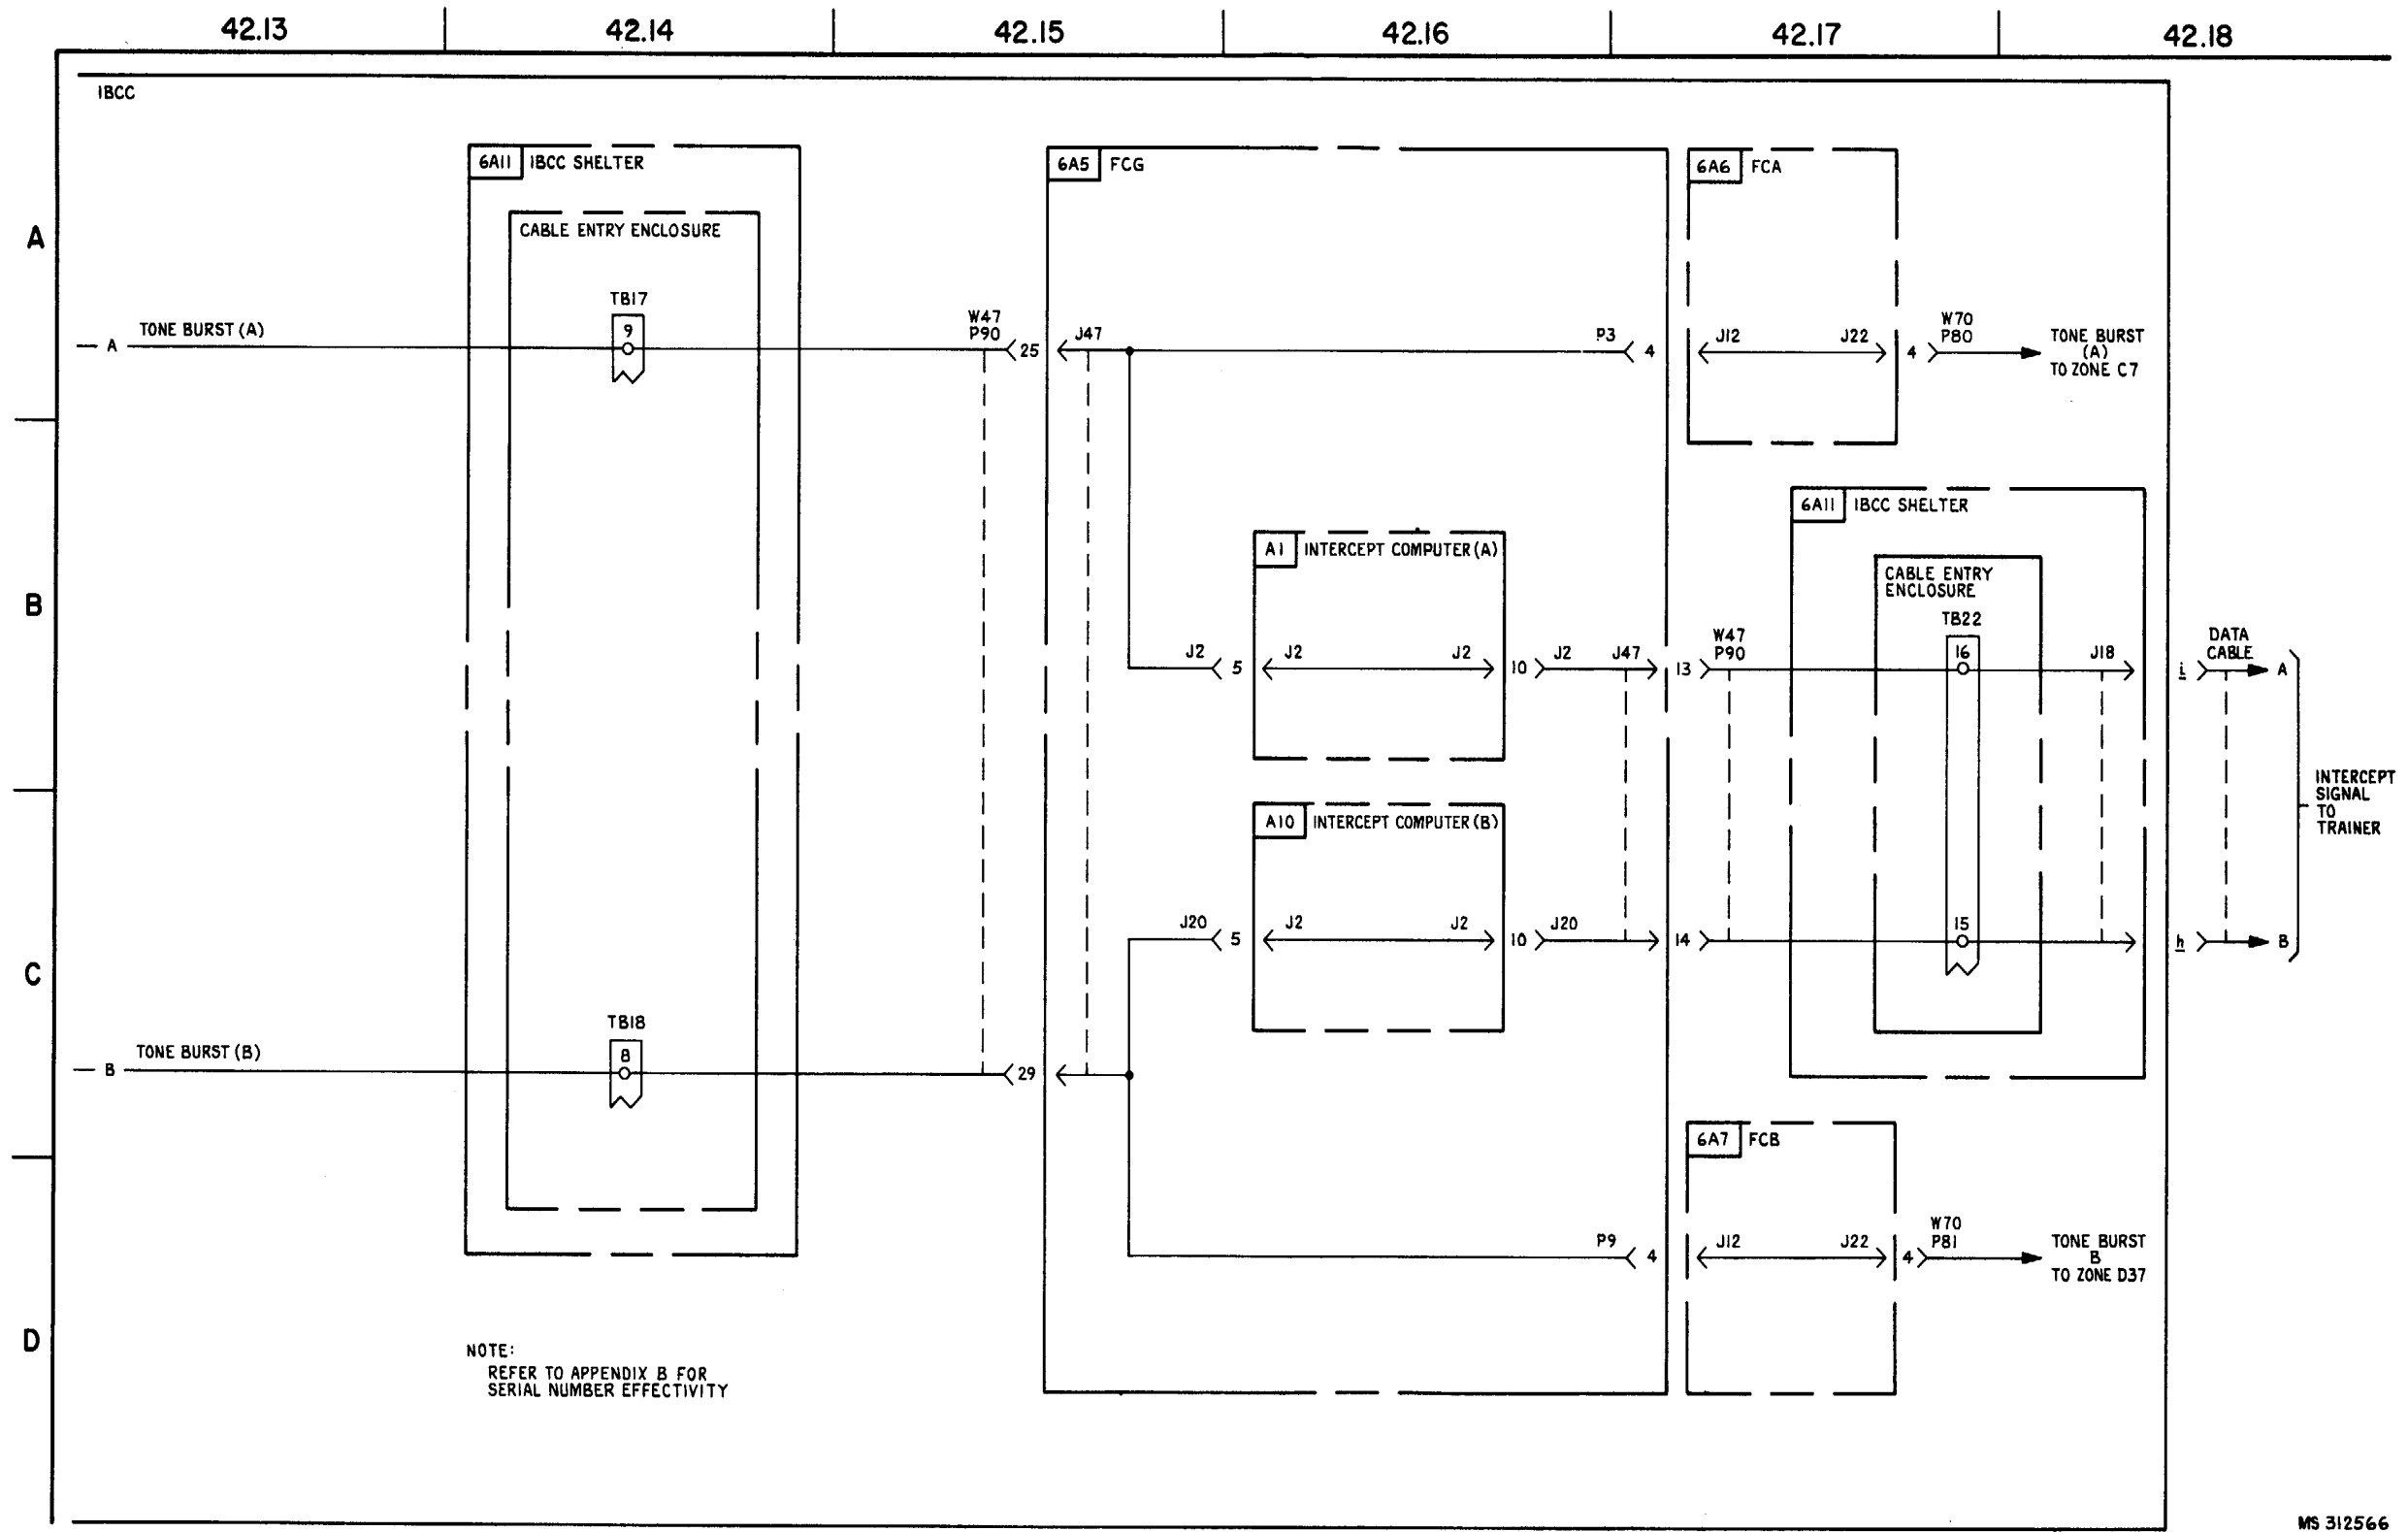 42.13 42.14 42.15 42.16 42.17 42.18
IBCC
6A11 IBCC SHELTER
CABLE ENTRY ENCLOSURE
6A5 FCG
6A6 FCA
A
TB17
9
A TONE BURST (A)
W47
P90
25
J47
P3
4
J12
J22
4
W70
P80
TONE BURST
(A)
TO ZONE C7
6A11 IBCC SHELTER
A1 INTERCEPT COMPUTER (A)
CABLE ENTRY
ENCLOSURE
B
TB22
J2
5
J2
J2
10
J2
J47
13
W47
P90
16
J18
i
DATA
CABLE
A
INTERCEPT
SIGNAL
TO
TRAINER
A10 INTERCEPT COMPUTER (B)
J20
5
J2
J2
10
J20
14
15
h
B
C
TB18
8
B TONE BURST (B)
29
6A7 FCB
P9
4
J12
J22
4
W70
P81
TONE BURST
B
TO ZONE D37
D
NOTE:
REFER TO APPENDIX B FOR
SERIAL NUMBER EFFECTIVITY
MS 312566